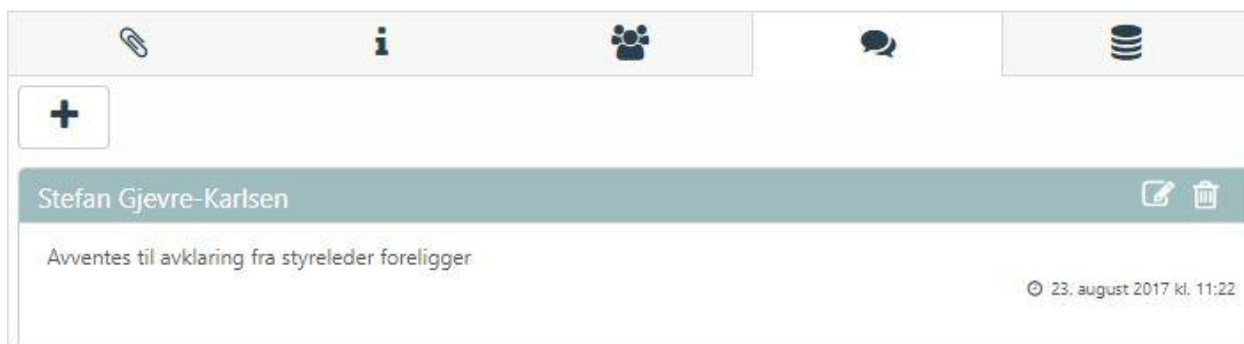 Stefan Gjevre-Karlsen
Avventes til avklaring fra styreleder foreligger
23. august 2017 kl. 11:22